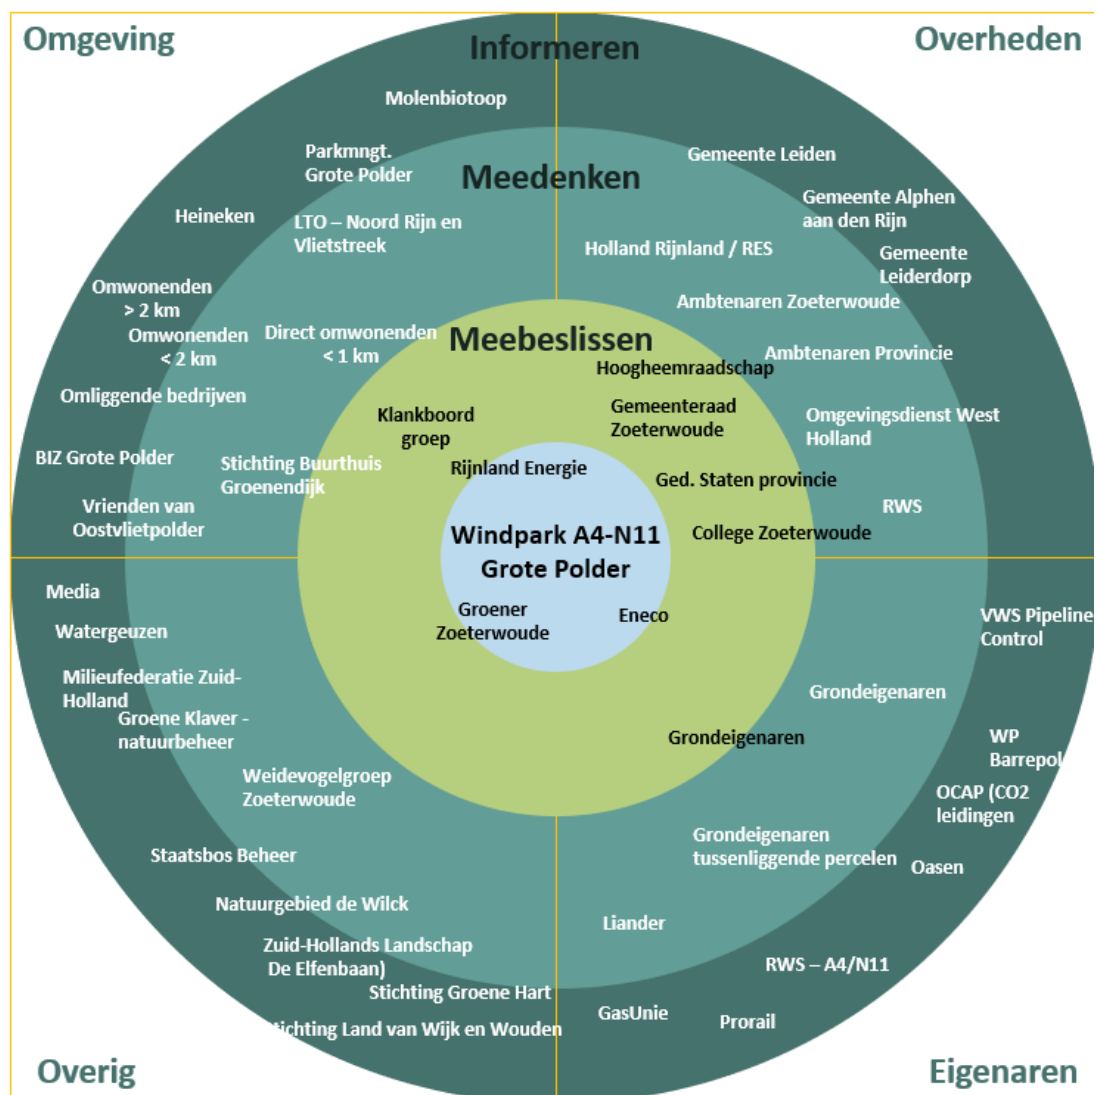 Omgeving
Informeren
Overheden
Molenbiotoop
Parkmngt.
Grote Polder
Meedenken
Gemeente Leiden
Heineken
LTO – Noord Rijn en
Vlietstreek
Gemeente Alphen
aan den Rijn
Holland Rijnland / RES
Gemeente
Leiderdorp
Omwonenden
> 2 km
Ambtenaren Zoeterwoude
Omwonenden
< 2 km
Direct omwonenden
< 1 km
Meebeslissen
Ambtenaren Provincie
Hoogheemraadschap
Omliggende bedrijven
Klankboord
groep
Gemeenteraad
Zoeterwoude
Omgevingsdienst West
Holland
BIZ Grote Polder
Stichting Buurthuis
Groenendijk
Rijnland Energie
Ged. Staten provincie
Vrienden van
Oostvlietpolder
RWS
Windpark A4-N11
Grote Polder
College Zoeterwoude
Media
Groener
Zoeterwoude
Eneco
VWS Pipeline
Control
Watergeuzen
Milieufederatie Zuid-
Holland
Grondeigenaren
Groene Klaver -
natuurbeheer
Grondeigenaren
WP
Barrepol
Weidevogelgroep
Zoeterwoude
OCAP (CO2
leidingen
Grondeigenaren
tussenliggende percelen
Staatsbos Beheer
Oasen
Natuurgebied de Wilck
Liander
Zuid-Hollands Landschap
De Elfenbaan)
RWS – A4/N11
Stichting Groene Hart
GasUnie
Prorail
tichting Land van Wijk en Wouden
Overig
Eigenaren